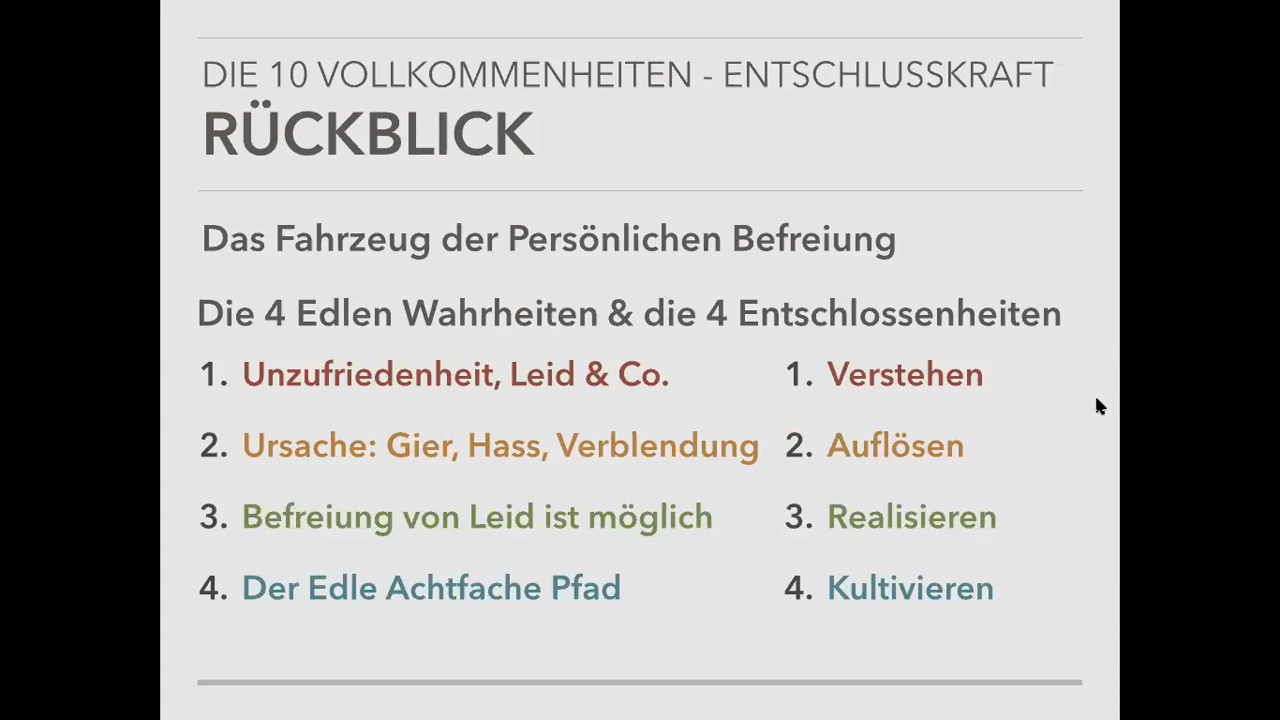 DIE 10 VOLLKOMMENHEITEN - ENTSCHLUSSKRAFT
RÜCKBLICK
Das Fahrzeug der Persönlichen Befreiung
Die 4 Edlen Wahrheiten & die 4 Entschlossenheiten
1. Unzufriedenheit, Leid & Co. 1. Verstehen
2. Ursache: Gier, Hass, Verblendung 2. Auflösen
3. Befreiung von Leid ist möglich 3. Realisieren
4. Der Edle Achtfache Pfad 4. Kultivieren